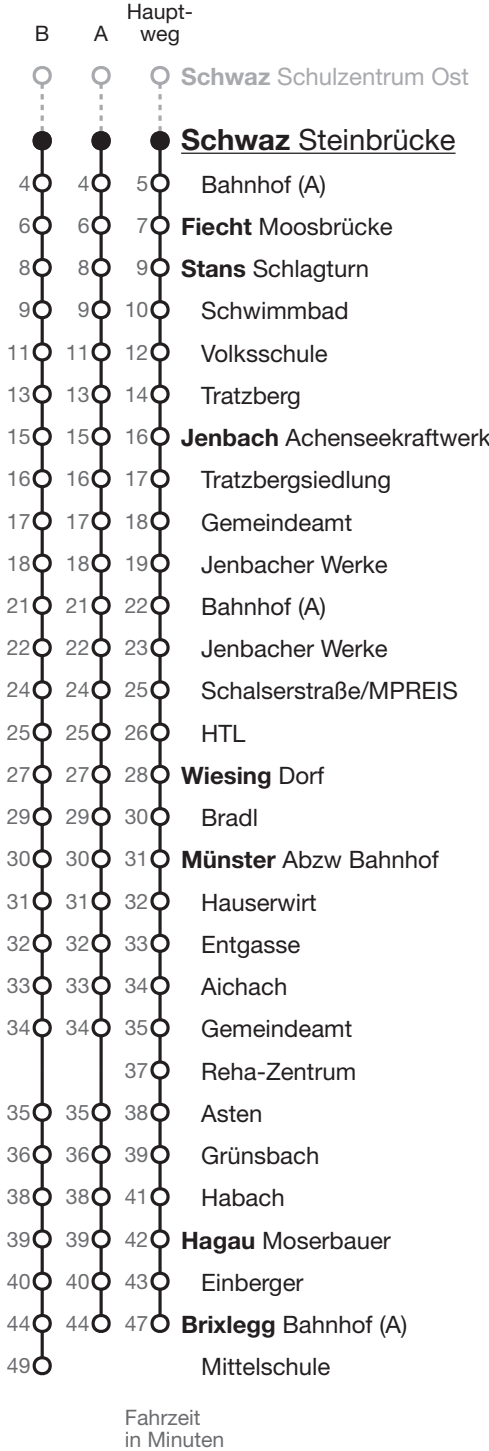 B A Haupt-
weg
Schwaz Schulzentrum Ost
Schwaz Steinbrücke
4 4 5 Bahnhof (A)
6 6 7 Fiecht Moosbrücke
8 8 9 Stans Schlagturn
9 9 10 Schwimmbad
11 11 12 Volksschule
13 13 14 Tratzberg
15 15 16 Jenbach Achenseekraftwerk
16 16 17 Tratzbergsiedlung
17 17 18 Gemeindeamt
18 18 19 Jenbacher Werke
21 21 22 Bahnhof (A)
22 22 23 Jenbacher Werke
24 24 25 Schalserstraße/MPREIS
25 25 26 HTL
27 27 28 Wiesing Dorf
29 29 30 Bradl
30 30 31 Münster Abzw Bahnhof
31 31 32 Hauserwirt
32 32 33 Entgasse
33 33 34 Aichach
34 34 35 Gemeindeamt
37 Reha-Zentrum
35 35 38 Asten
36 36 39 Grünsbach
38 38 41 Habach
39 39 42 Hagau Moserbauer
40 40 43 Einberger
44 44 47 Brixlegg Bahnhof (A)
49 Mittelschule
Fahrzeit
in Minuten